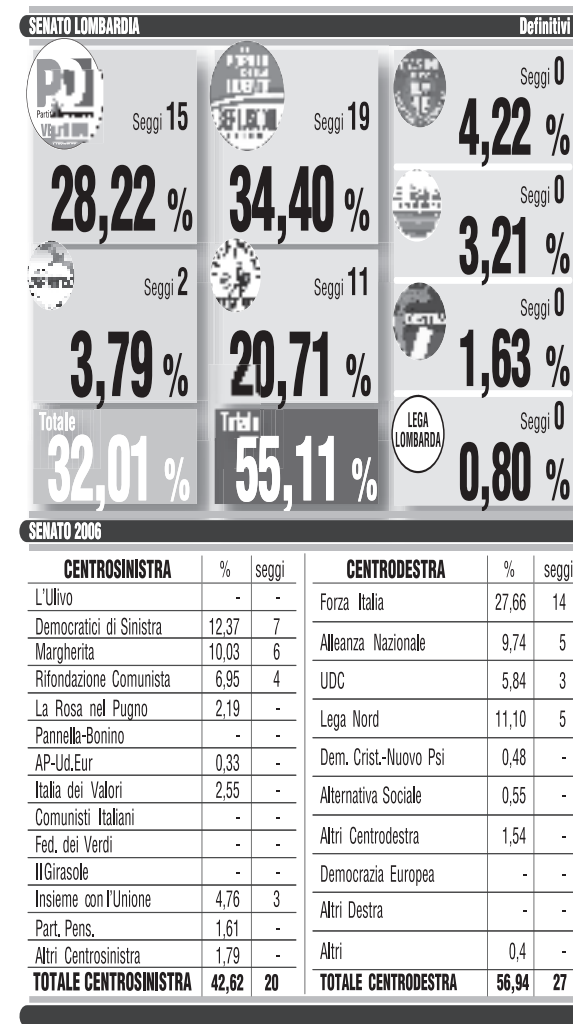 SENATO LOMBARDIA Definitivi
Seggi 15
28,22 %
Seggi 2
3,79 %
Totale
32,01 %
Seggi 19
34,40 %
Seggi 11
20,71 %
Totale
55,11 %
Seggi 0
4,22 %
Seggi 0
3,21 %
Seggi 0
1,63 %
LEGA
LOMBARDA
Seggi 0
0,80 %
SENATO 2006
CENTROSINISTRA % seggi
L'Ulivo - -
Democratici di Sinistra 12,37 7
Margherita 10,03 6
Rifondazione Comunista 6,95 4
La Rosa nel Pugno 2,19 -
Pannella-Bonino - -
AP-Ud.Eur 0,33 -
Italia dei Valori 2,55 -
Comunisti Italiani - -
Fed. dei Verdi - -
Il Girasole - -
Insieme con l'Unione 4,76 3
Part. Pens. 1,61 -
Altri Centrosinistra 1,79 -
TOTALE CENTROSINISTRA 42,62 20
CENTRODESTRA % seggi
Forza Italia 27,66 14
Alleanza Nazionale 9,74 5
UDC 5,84 3
Lega Nord 11,10 5
Dem. Crist.-Nuovo Psi 0,48 -
Alternativa Sociale 0,55 -
Altri Centrodestra 1,54 -
Democrazia Europea - -
Altri Destra - -
Altri 0,4 -
TOTALE CENTRODESTRA 56,94 27